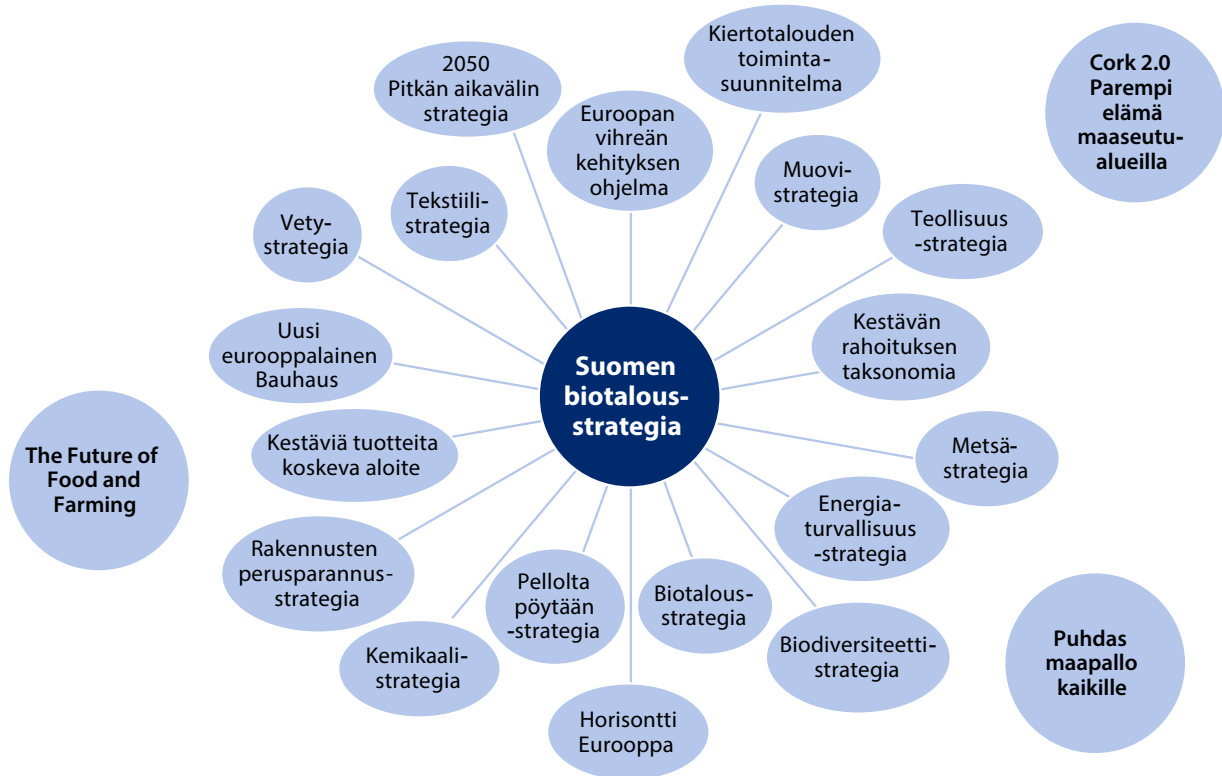 2050
Pitkän aikavälin
strategia
Kiertotalouden
toiminta-
suunnitelma
Cork 2.0
Parempi
elämä
maaseutu-
alueilla
Euroopan
vihreän
kehityksen
ohjelma
Muovi-
strategia
Tekstiili-
strategia
Teollisuus
-strategia
Vety-
strategia
Uusi
eurooppalainen
Bauhaus
Kestävän
rahoituksen
taksonomia
Suomen
biotalous-
strategia
Kestäviä tuotteita
koskeva aloite
Metsä-
strategia
The Future of
Food and
Farming
Energia-
turvallisuus
-strategia
Rakennusten
perusparannus-
strategia
Pellolta
pöytään
-strategia
Biotalous-
strategia
Kemikaali-
strategia
Biodiversiteetti-
strategia
Puhdas
maapallo
kaikille
Horisontti
Eurooppa